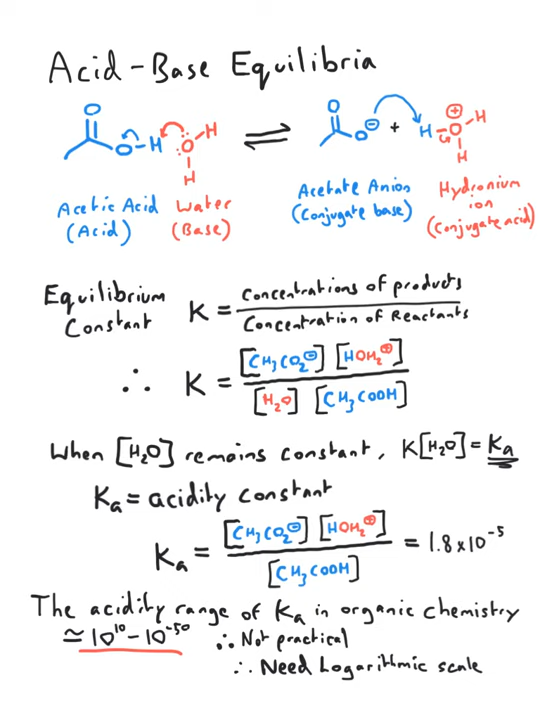 Acid-Base Equilibria
O O-H :O: H H ⇌ O O⊖ + H-O⊕-H H
Acetic Acid Water Acetate Anion Hydronium
(Acid) (Base) (Conjugate base) ion
(Conjugate acid)
Equilibrium Constant K = Concentrations of products / Concentration of Reactants
∴ K = [CH₃CO₂⊖] [HOH₂⊕] / [H₂O] [CH₃COOH]
When [H₂O] remains constant, K[H₂O] = Ka
Ka = acidity constant
Ka = [CH₃CO₂⊖] [HOH₂⊕] / [CH₃COOH] = 1.8 x 10⁻⁵
The acidity range of Ka in organic chemistry
≃ 10¹⁰ - 10⁻⁵⁰ ∴ Not practical
∴ Need Logarithmic scale